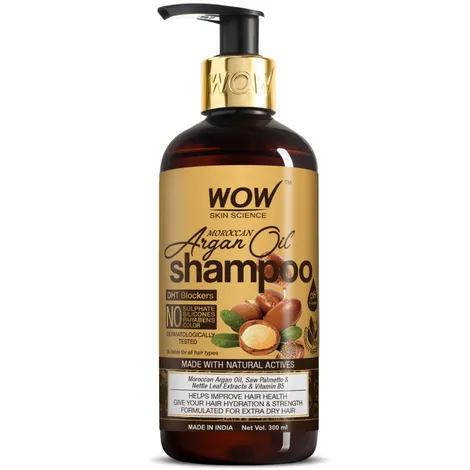 WOW
WOW
TM
SKIN SCIENCE
MOROCCAN
Argan Oil
shampoo
DHT Blockers
pH
NO SULPHATE
SILICONES
PARABENS
COLOR
DERMATOLOGICALLY
TESTED
Suitable for all hair types
MADE WITH NATURAL ACTIVES
Moroccan Argan Oil, Saw Palmetto &
Nettle Leaf Extracts & Vitamin B5
HELPS IMPROVE HAIR HEALTH
GIVE YOUR HAIR HYDRATION & STRENGTH
FORMULATED FOR EXTRA DRY HAIR
MADE IN INDIA Net Vol. 300 ml